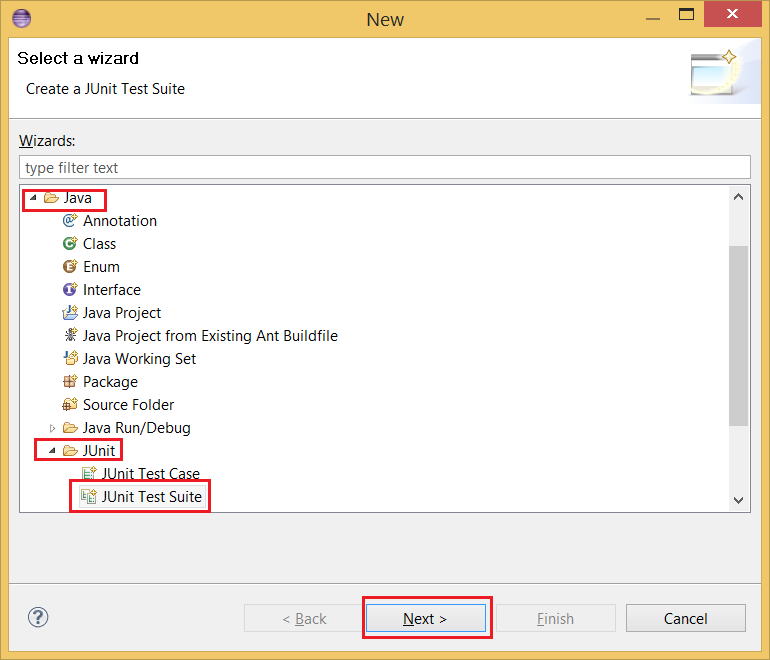 New
Select a wizard
Create a JUnit Test Suite
Wizards:
type filter text
Java
Annotation
Class
Enum
Interface
Java Project
Java Project from Existing Ant Buildfile
Java Working Set
Package
Source Folder
Java Run/Debug
JUnit
JUnit Test Case
JUnit Test Suite
< Back Next > Finish Cancel